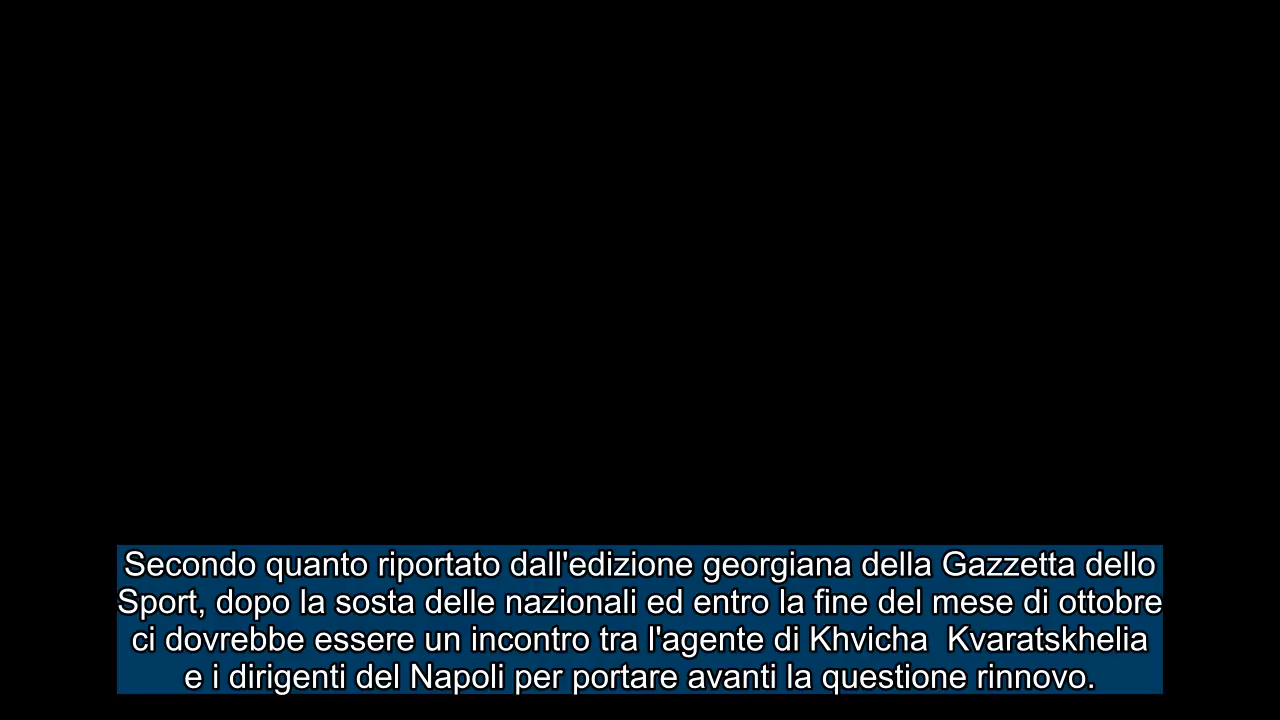 Secondo quanto riportato dall'edizione georgiana della Gazzetta dello
Sport, dopo la sosta delle nazionali ed entro la fine del mese di ottobre
ci dovrebbe essere un incontro tra l'agente di Khvicha  Kvaratskhelia
e i dirigenti del Napoli per portare avanti la questione rinnovo.